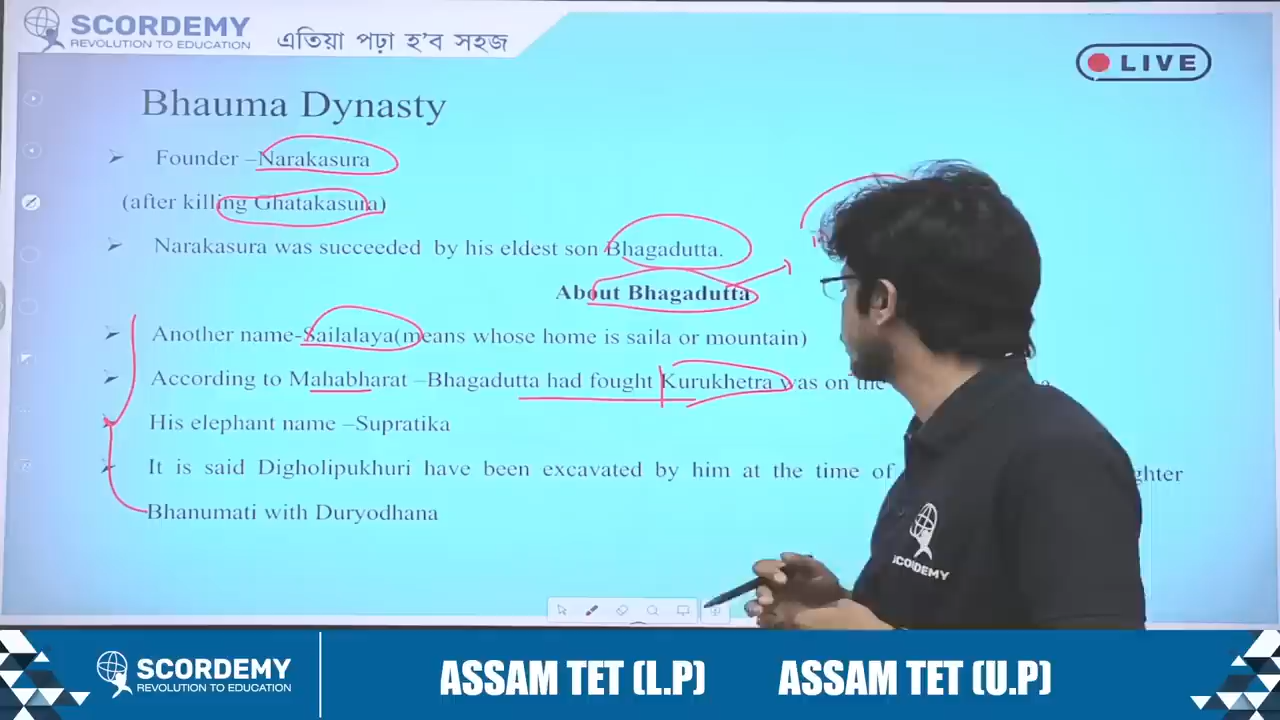 SCORDEMY
REVOLUTION TO EDUCATION
এতিয়া পঢ়া হ'ব সহজ
LIVE
Bhauma Dynasty
Founder –Narakasura
(after killing Ghatakasura)
Narakasura was succeeded by his eldest son Bhagadutta.
About Bhagadutta
Another name-Sailalaya(means whose home is saila or mountain)
According to Mahabharat –Bhagadutta had fought Kurukhetra was on the
His elephant name –Supratika
It is said Digholipukhuri have been excavated by him at the time of ghter
Bhanumati with Duryodhana
SCORDEMY
SCORDEMY
REVOLUTION TO EDUCATION
ASSAM TET (L.P) ASSAM TET (U.P)